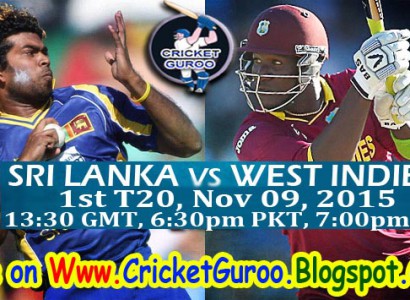 CRICKET
GUROO
SRI LANKA vs WEST INDIE
1st T20, Nov 09, 2015
13:30 GMT, 6:30pm PKT, 7:00pm
on Www.CricketGuroo.Blogspot.